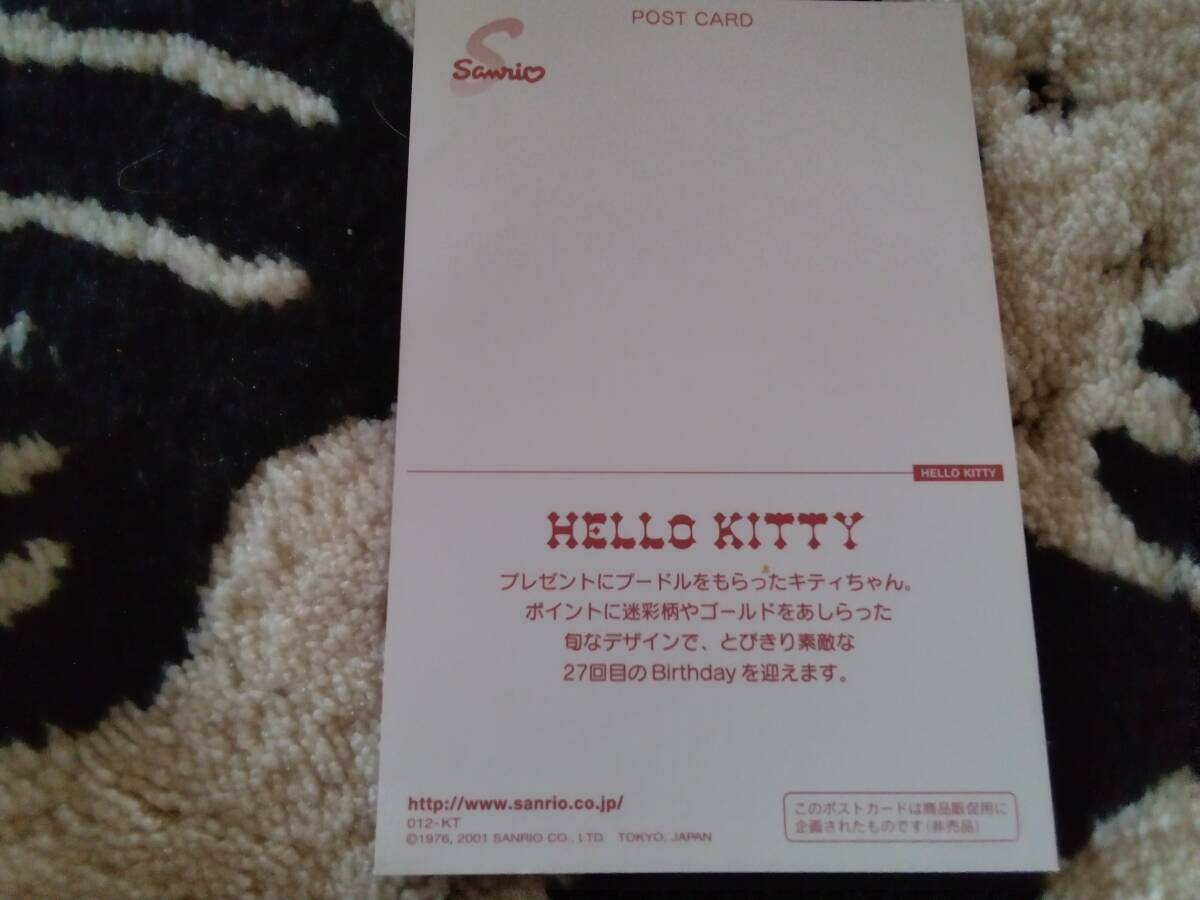 POST CARD
Sanrio
HELLO KITTY
HELLO KITTY
プレゼントにプードルをもらったキティちゃん。
ポイントに迷彩柄やゴールドをあしらった
旬なデザインで、とびきり素敵な
27回目のBirthdayを迎えます。
http://www.sanrio.co.jp/
012-KT
©1976, 2001 SANRIO CO., LTD. TOKYO, JAPAN
このポストカードは商品販促用に
企画されたものです(非売品)